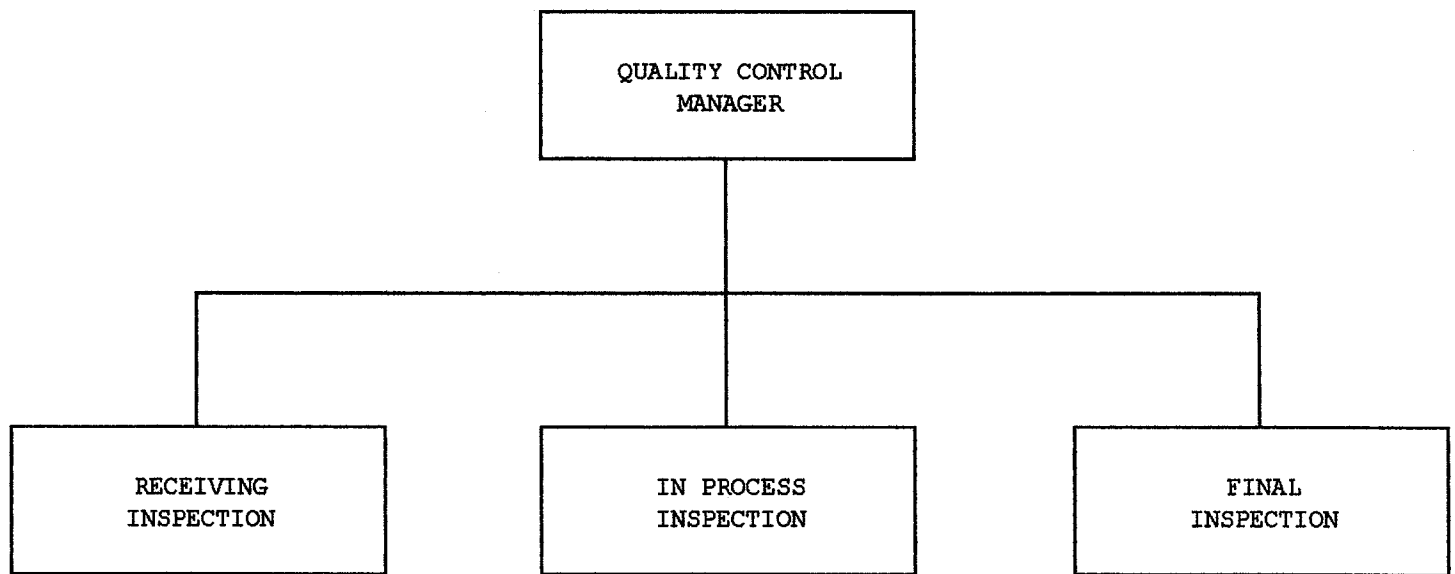 QUALITY CONTROL
MANAGER
RECEIVING
INSPECTION
IN PROCESS
INSPECTION
FINAL
INSPECTION